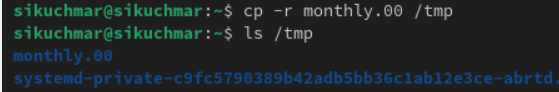 sikuchmar@sikuchmar:~$ cp -r monthly.00 /tmp
sikuchmar@sikuchmar:~$ ls /tmp
monthly.00
systemd-private-c9fc5790389b42adb5bb36c1ab12e3ce-abrtd.